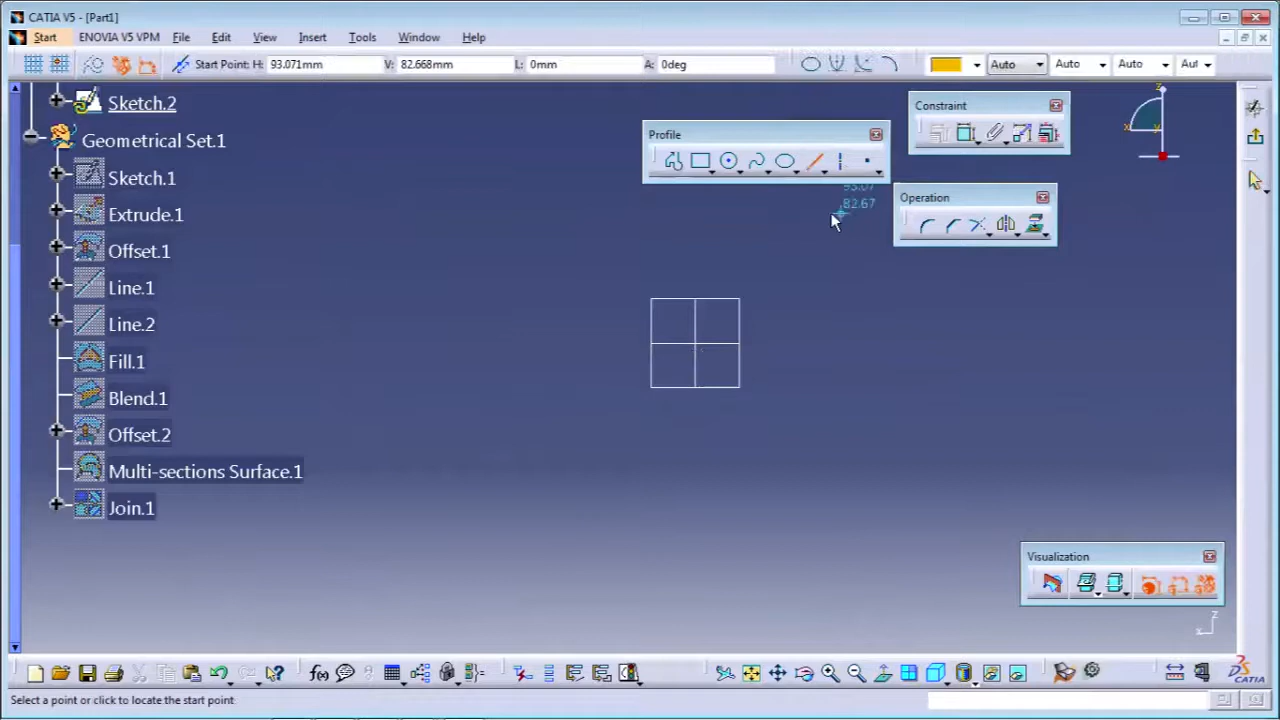 CATIA V5 - [Part1]
Start ENOVIA V5 VPM File Edit View Insert Tools Window Help
Start Point: H: 93.071mm V: 82.668mm L: 0mm A: 0deg Auto Auto Auto Aut
Sketch.2
Geometrical Set.1
Sketch.1
Extrude.1
Offset.1
Line.1
Line.2
Fill.1
Blend.1
Offset.2
Multi-sections Surface.1
Join.1
Profile
Constraint
Operation
93.07
82.67
z
x
y
Visualization
z
x
f(x)
CATIA
Select a point or click to locate the start point